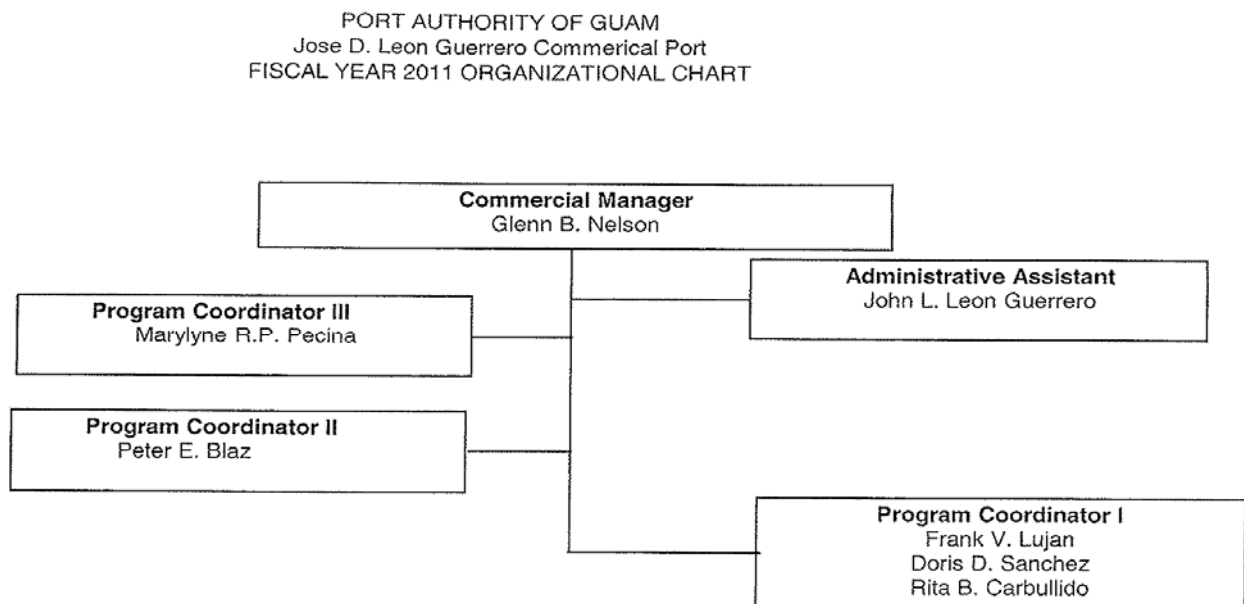 PORT AUTHORITY OF GUAM
Jose D. Leon Guerrero Commerical Port
FISCAL YEAR 2011 ORGANIZATIONAL CHART
Commercial Manager
Glenn B. Nelson
Administrative Assistant
John L. Leon Guerrero
Program Coordinator III
Marylyne R.P. Pecina
Program Coordinator II
Peter E. Blaz
Program Coordinator I
Frank V. Lujan
Doris D. Sanchez
Rita B. Carbullido